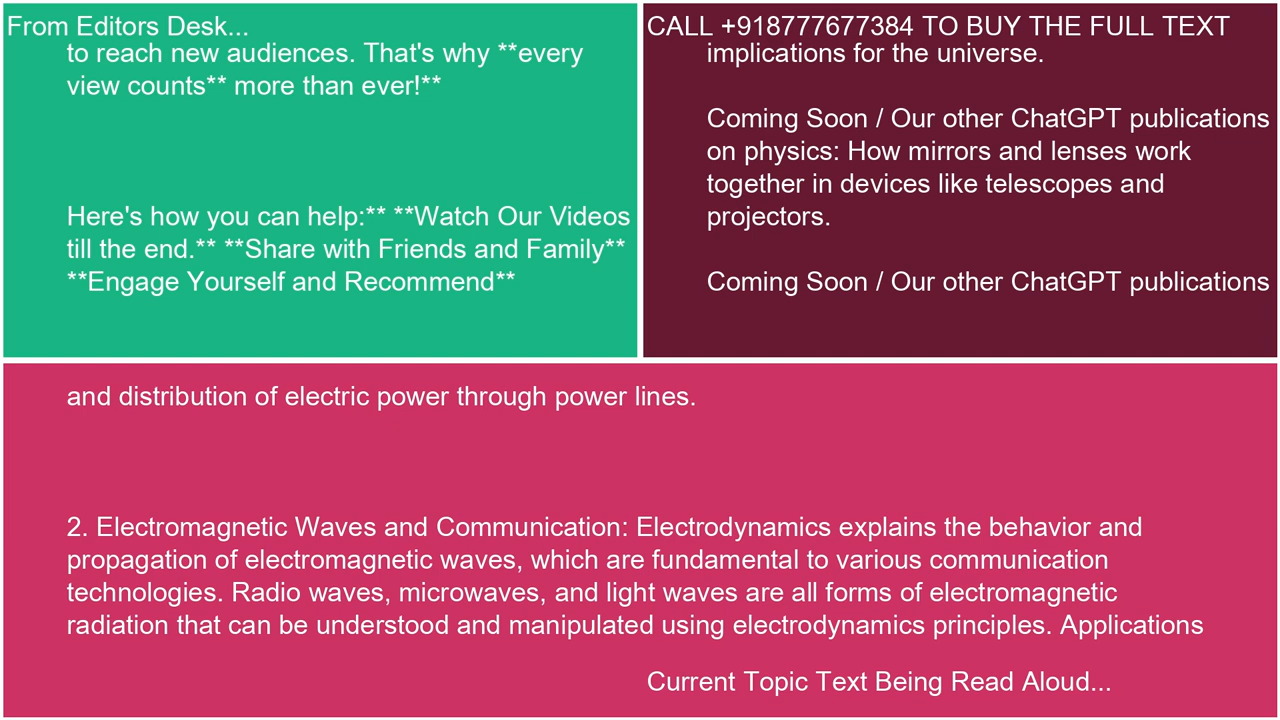 From Editors Desk...
to reach new audiences. That's why **every
view counts** more than ever!**
Here's how you can help:** **Watch Our Videos
till the end.** **Share with Friends and Family**
**Engage Yourself and Recommend**
CALL +918777677384 TO BUY THE FULL TEXT
implications for the universe.
Coming Soon / Our other ChatGPT publications
on physics: How mirrors and lenses work
together in devices like telescopes and
projectors.
Coming Soon / Our other ChatGPT publications
and distribution of electric power through power lines.
2. Electromagnetic Waves and Communication: Electrodynamics explains the behavior and
propagation of electromagnetic waves, which are fundamental to various communication
technologies. Radio waves, microwaves, and light waves are all forms of electromagnetic
radiation that can be understood and manipulated using electrodynamics principles. Applications
Current Topic Text Being Read Aloud...